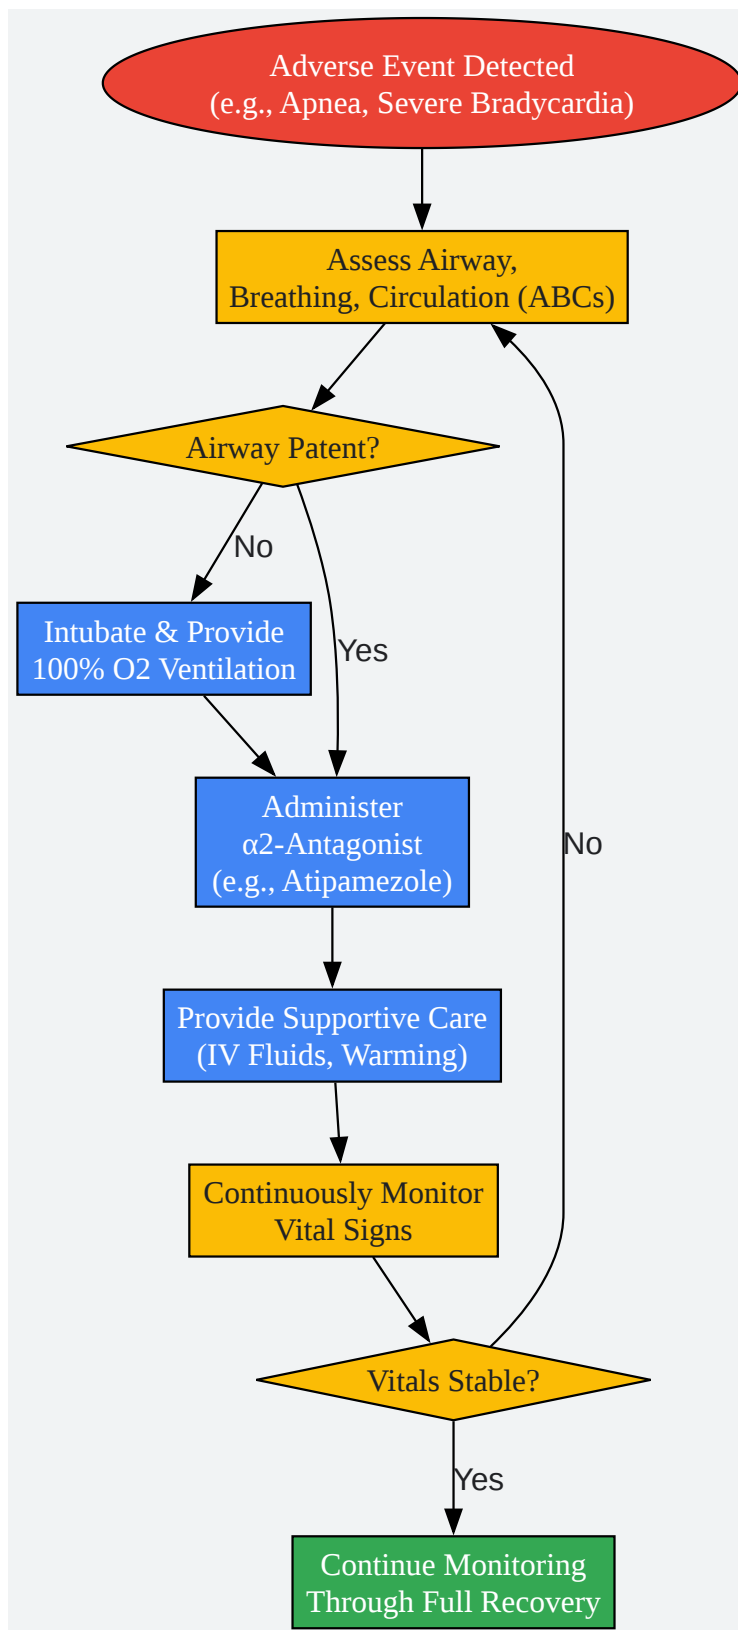 Adverse Event Detected
(e.g., Apnea, Severe Bradycardia)
Assess Airway,
Breathing, Circulation (ABCs)
Airway Patent?
No
Intubate & Provide
100% O2 Ventilation
Yes
Administer
α2-Antagonist
(e.g., Atipamezole)
No
Provide Supportive Care
(IV Fluids, Warming)
Continuously Monitor
Vital Signs
Vitals Stable?
Yes
Continue Monitoring
Through Full Recovery